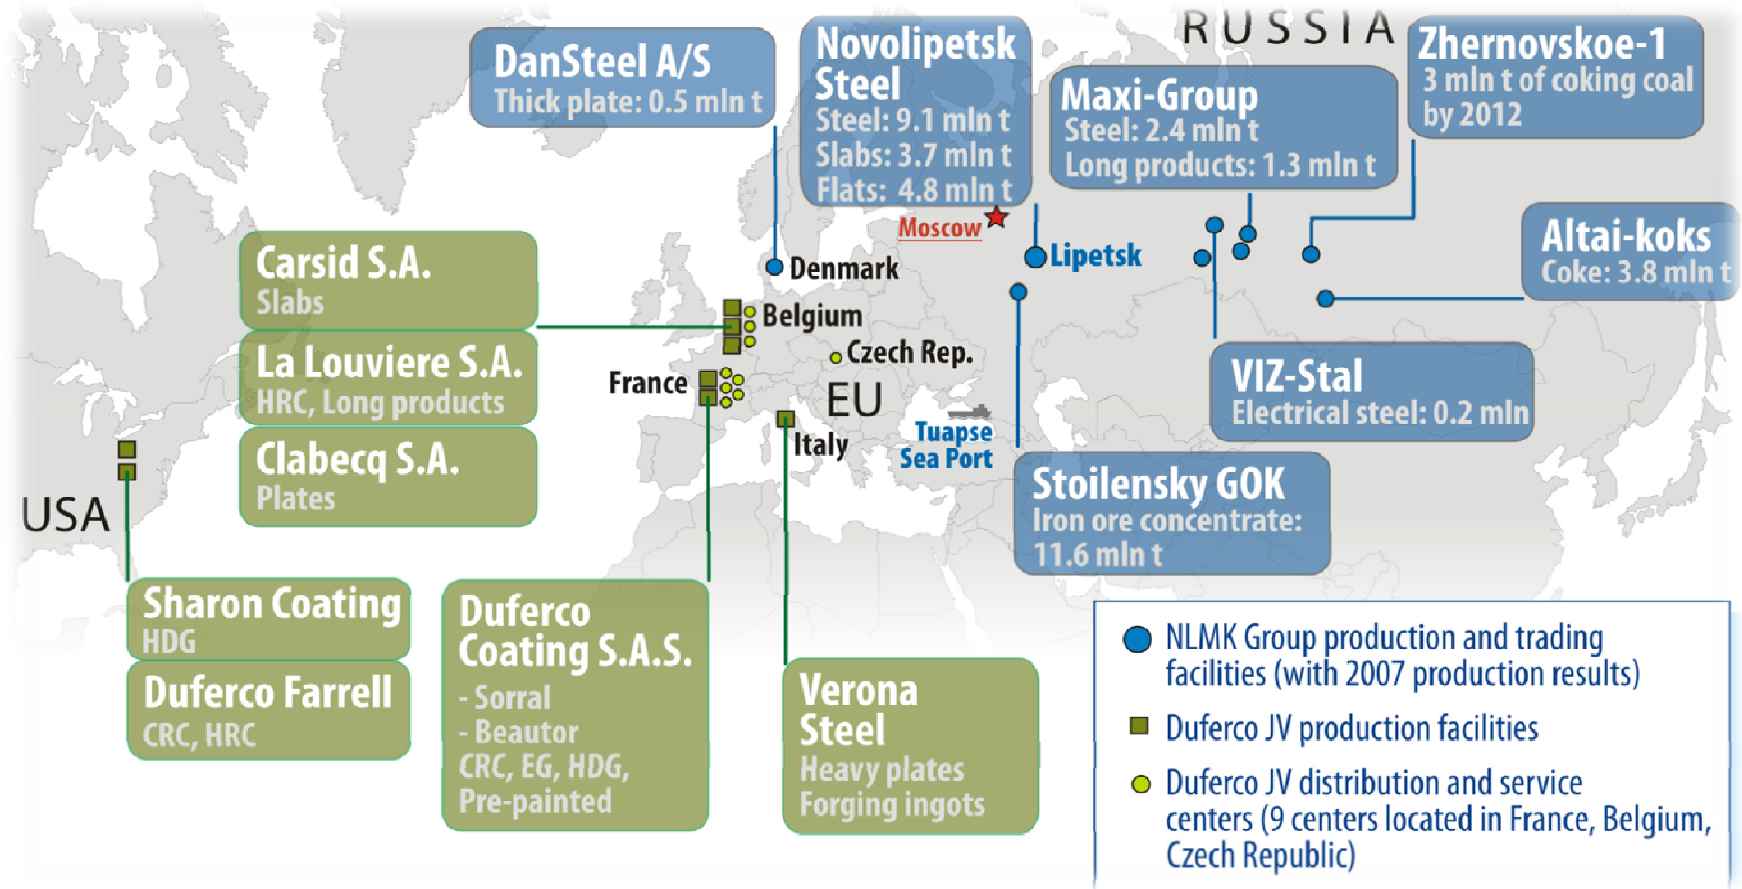 RUSSIA
DanSteel A/S
Thick plate: 0.5 mln t
Novolipetsk
Steel
Steel: 9.1 mln t
Slabs: 3.7 mln t
Flats: 4.8 mln t
Maxi-Group
Steel: 2.4 mln t
Long products: 1.3 mln t
Zhernovskoe-1
3 mln t of coking coal
by 2012
Altai-koks
Coke: 3.8 mln t
Moscow
Lipetsk
Denmark
Carsid S.A.
Slabs
La Louviere S.A.
HRC, Long products
Clabecq S.A.
Plates
Belgium
Czech Rep.
France
EU
Italy
Tuapse
Sea Port
VIZ-Stal
Electrical steel: 0.2 mln
Stoilensky GOK
Iron ore concentrate:
11.6 mln t
USA
Sharon Coating
HDG
Duferco Farrell
CRC, HRC
Duferco
Coating S.A.S.
- Sorral
- Beautor
CRC, EG, HDG,
Pre-painted
Verona
Steel
Heavy plates
Forging ingots
NLMK Group production and trading
facilities (with 2007 production results)
Duferco JV production facilities
Duferco JV distribution and service
centers (9 centers located in France, Belgium,
Czech Republic)